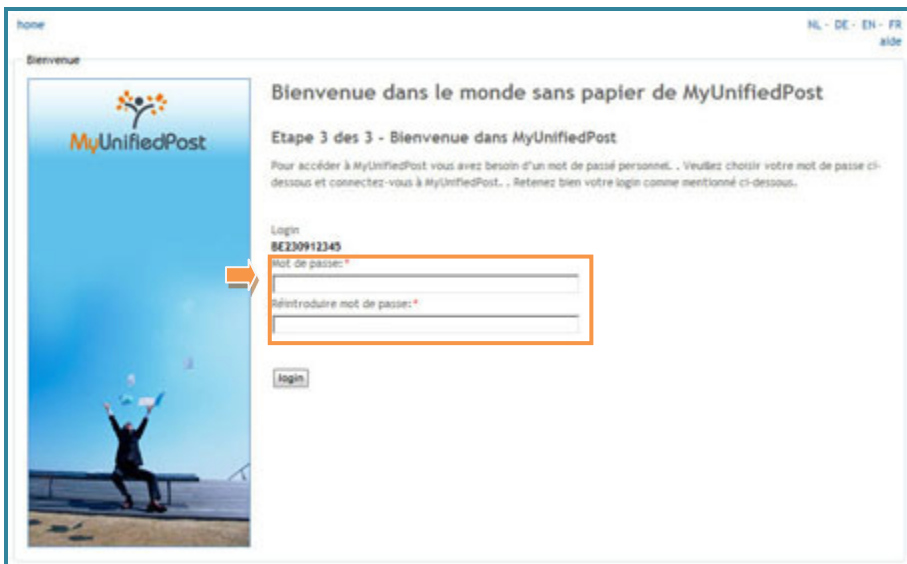 home
NL - DE - EN - FR
aide
Bienvenue
MyUnifiedPost
Bienvenue dans le monde sans papier de MyUnifiedPost
Etape 3 des 3 - Bienvenue dans MyUnifiedPost
Pour accéder à MyUnifiedPost vous avez besoin d'un mot de passé personnel. . Veuillez choisir votre mot de passe ci-
dessous et connectez-vous à MyUnifiedPost. . Retenez bien votre login comme mentionné ci-dessous.
Login
BE230912345
Mot de passe:*
Réintroduire mot de passe:*
login